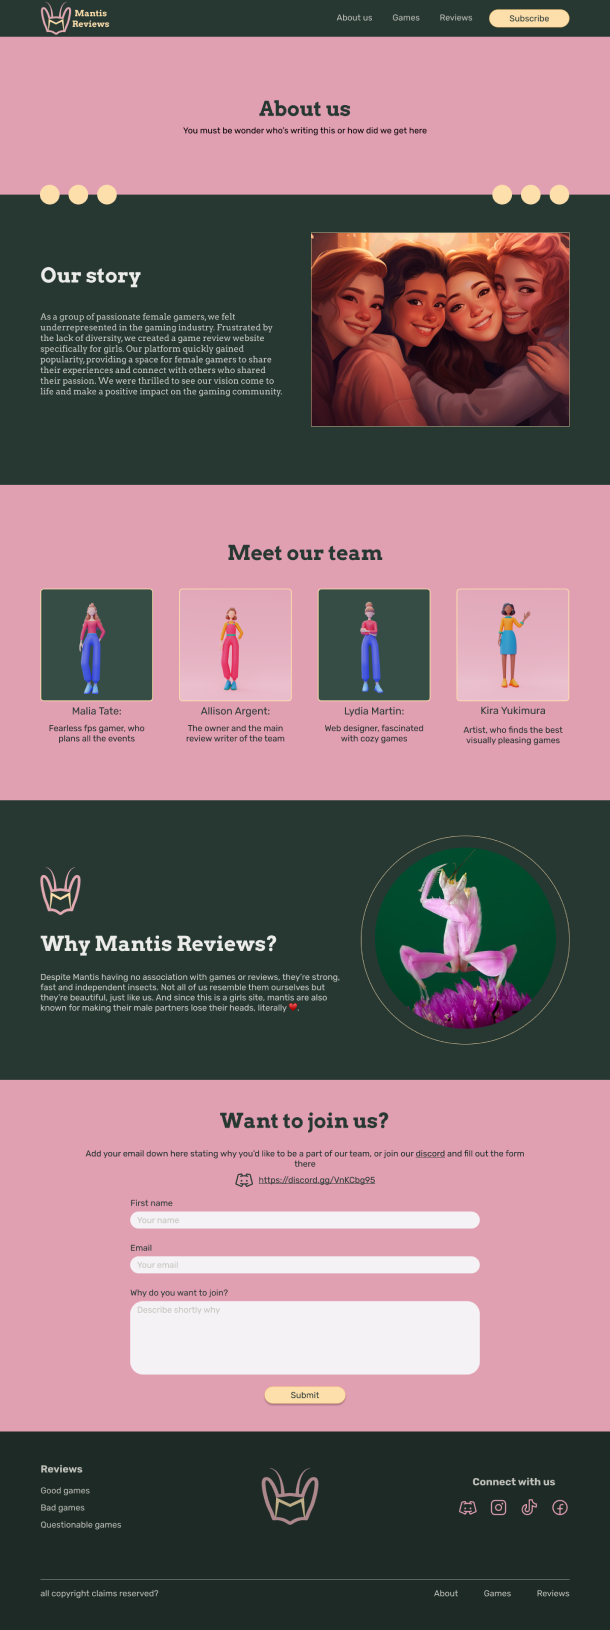 Mantis
Reviews
About us
Games
Reviews
Subscribe
About us
You must be wonder who's writing this or how did we get here
Our story
As a group of passionate female gamers, we felt
underrepresented in the gaming industry. Frustrated by
the lack of diversity, we created a game review website
specifically for girls. Our platform quickly gained
popularity, providing a space for female gamers to share
their experiences and connect with others who shared
their passion. We were thrilled to see our vision come to
life and make a positive impact on the gaming community.
Meet our team
Malia Tate:
Fearless fps gamer, who
plans all the events
Allison Argent:
The owner and the main
review writer of the team
Lydia Martin:
Web designer, fascinated
with cozy games
Kira Yukimura
Artist, who finds the best
visually pleasing games
Why Mantis Reviews?
Despite Mantis having no association with games or reviews, they're strong,
fast and independent insects. Not all of us resemble them ourselves but
they're beautiful, just like us. And since this is a girls site, mantis are also
known for making their male partners lose their heads, literally ❤️.
Want to join us?
Add your email down here stating why you'd like to be a part of our team, or join our discord and fill out the form
there
https://discord.gg/VnKCbg95
First name
Your name
Email
Your email
Why do you want to join?
Describe shortly why
Submit
Reviews
Good games
Bad games
Questionable games
Connect with us
all copyright claims reserved?
About
Games
Reviews